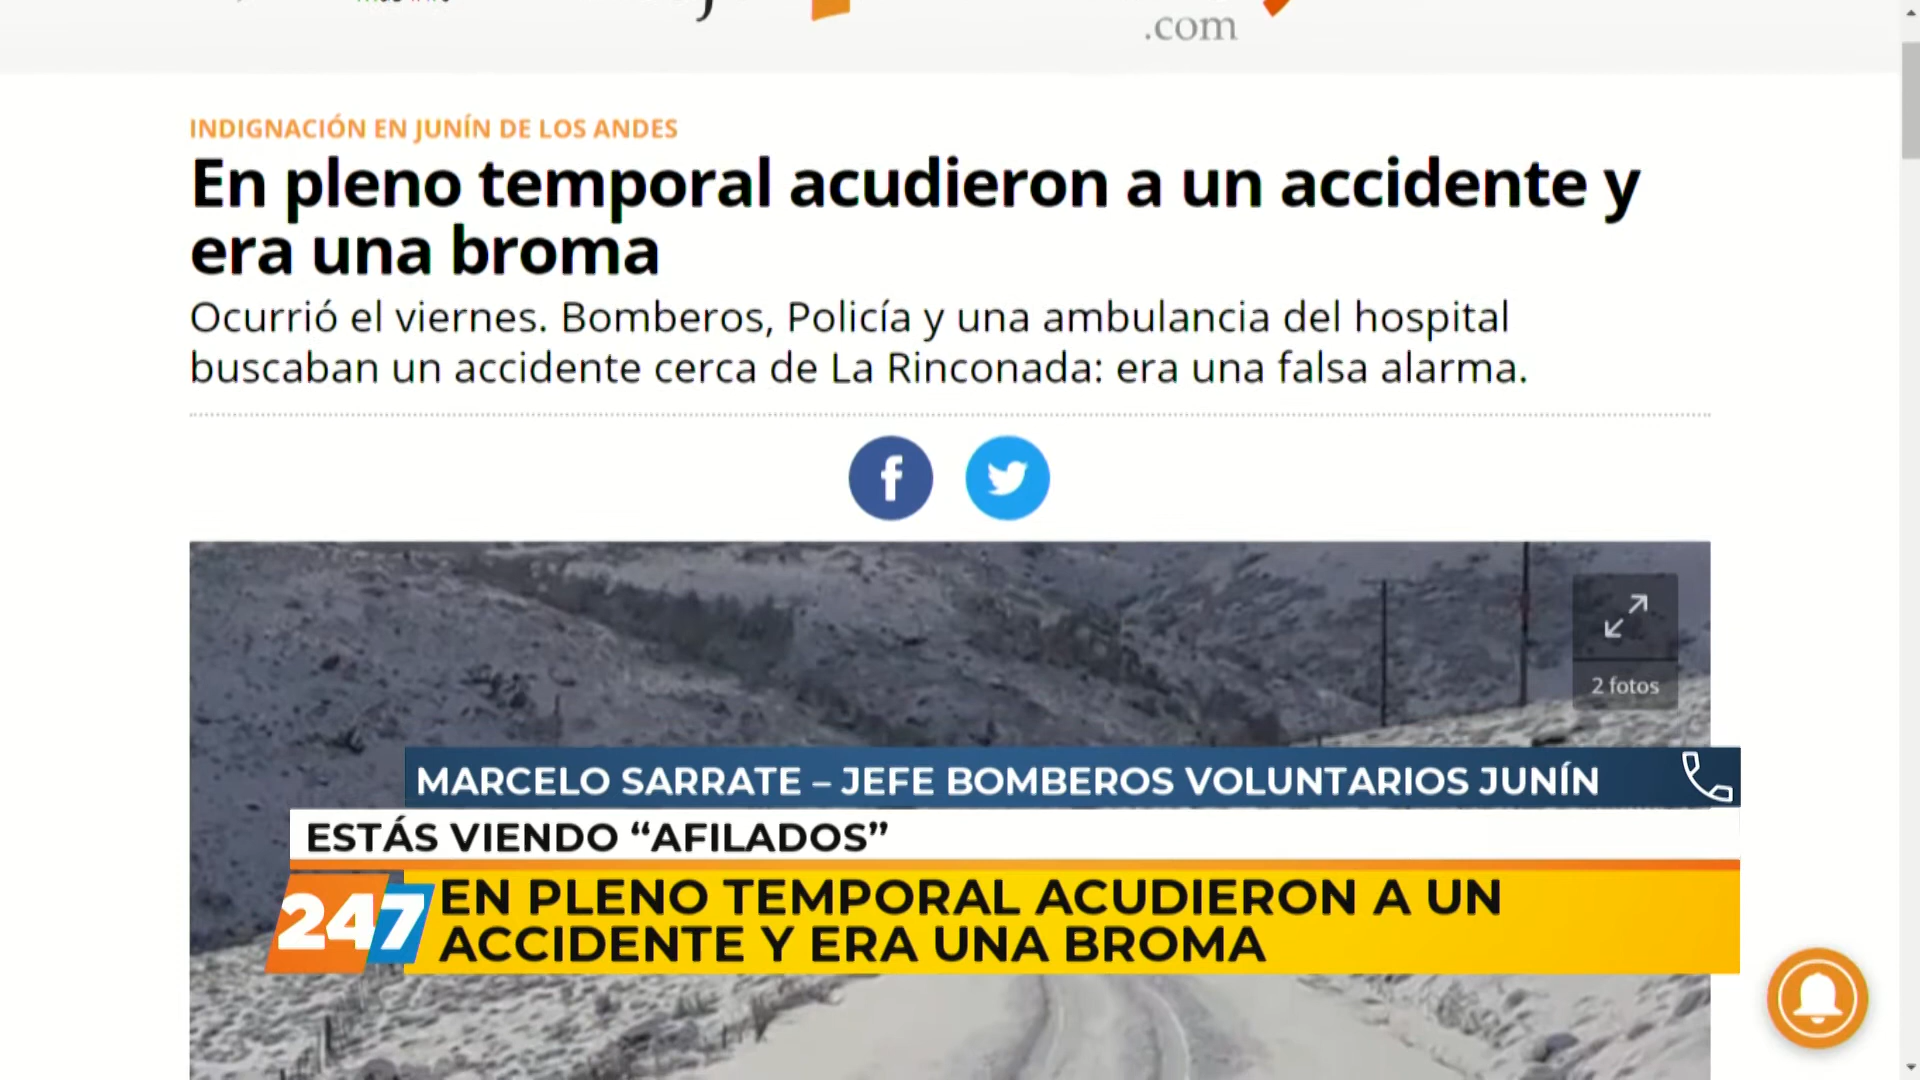 .com
INDIGNACIÓN EN JUNÍN DE LOS ANDES
En pleno temporal acudieron a un accidente y
era una broma
Ocurrió el viernes. Bomberos, Policía y una ambulancia del hospital
buscaban un accidente cerca de La Rinconada: era una falsa alarma.
f
2 fotos
MARCELO SARRATE – JEFE BOMBEROS VOLUNTARIOS JUNÍN
ESTÁS VIENDO “AFILADOS”
247
EN PLENO TEMPORAL ACUDIERON A UN
ACCIDENTE Y ERA UNA BROMA